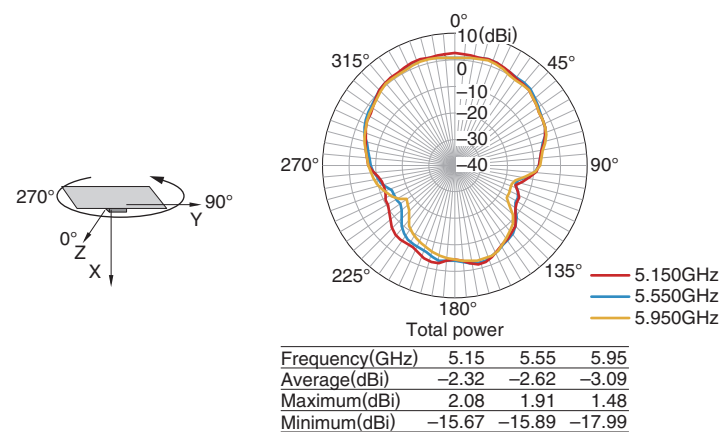 0°
10(dBi)
315°
45°
0
–10
–20
–30
270°
–40
90°
270°
90°
Y
0°
Z
X
225°
135°
180°
Total power
5.150GHz
5.550GHz
5.950GHz
Frequency(GHz) 5.15 5.55 5.95
Average(dBi) –2.32 –2.62 –3.09
Maximum(dBi) 2.08 1.91 1.48
Minimum(dBi) –15.67 –15.89 –17.99